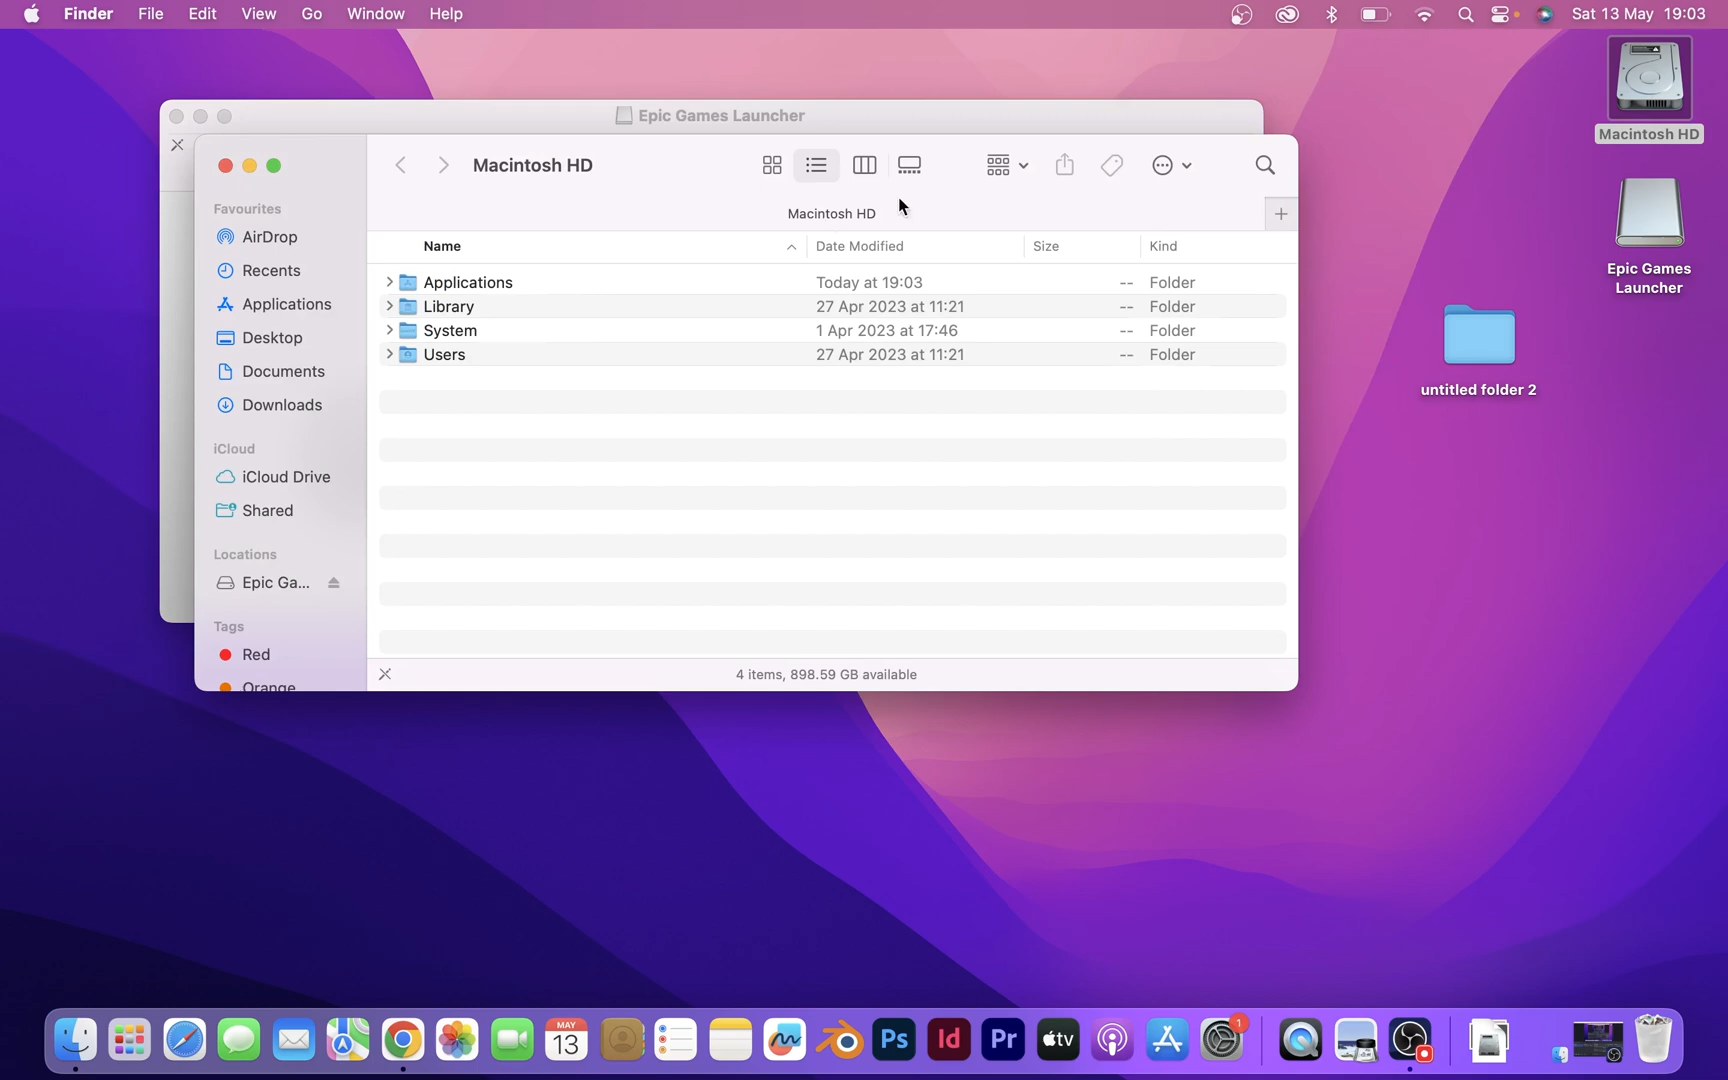 Finder File Edit View Go Window Help
Sat 13 May 19:03
Epic Games Launcher
Macintosh HD
Macintosh HD
Favourites
AirDrop
Recents
Applications
Desktop
Documents
Downloads
iCloud
iCloud Drive
Shared
Locations
Epic Ga...
Tags
Red
Orange
Name Date Modified Size Kind
Applications Today at 19:03 -- Folder
Library 27 Apr 2023 at 11:21 -- Folder
System 1 Apr 2023 at 17:46 -- Folder
Users 27 Apr 2023 at 11:21 -- Folder
4 items, 898.59 GB available
Macintosh HD
Epic Games
Launcher
untitled folder 2
MAY
13
Ps
Id
Pr
tv
1